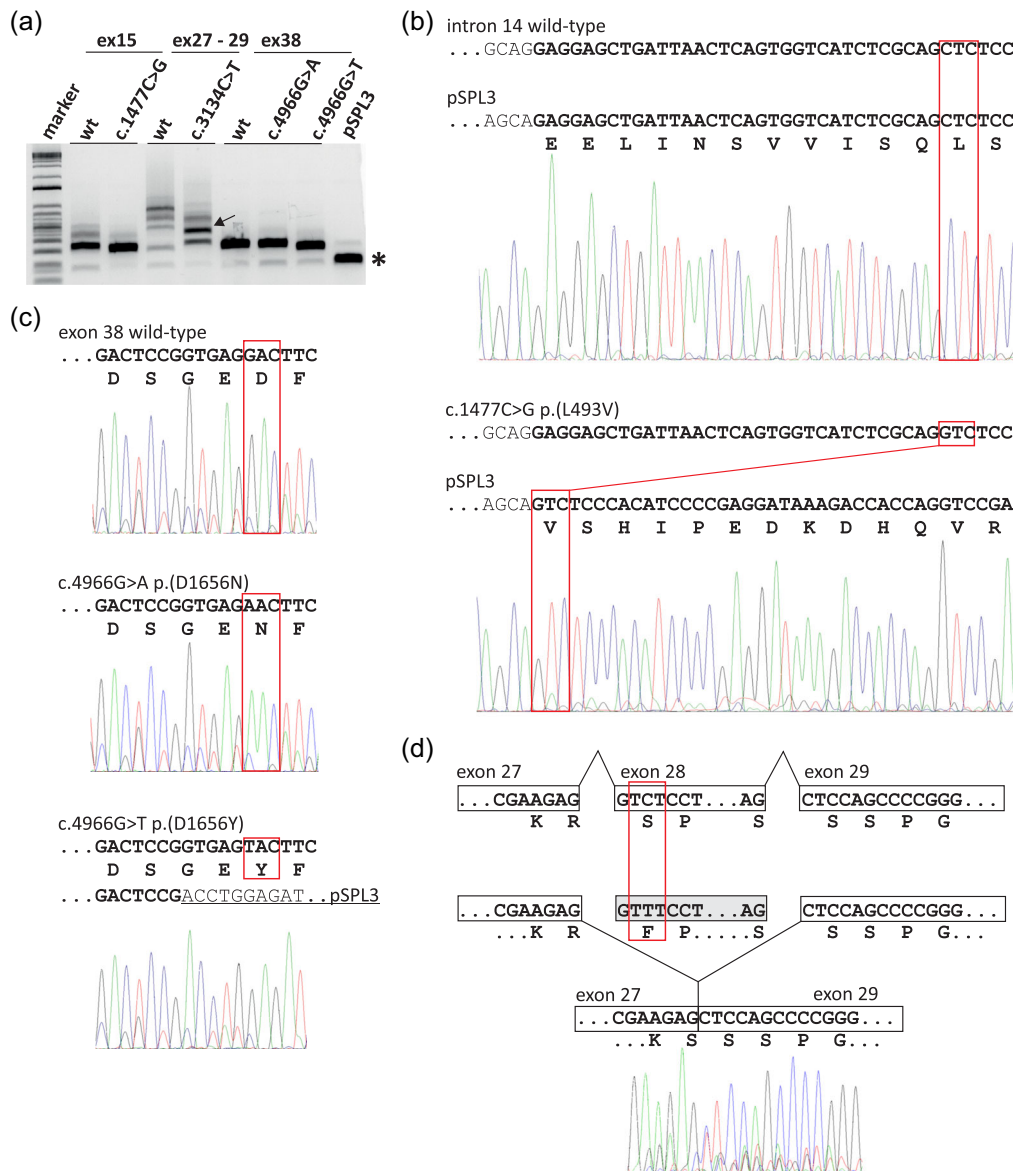 (a)
ex15 ex27 - 29 ex38
marker wt c.1477C>G wt c.3134C>T wt c.4966G>A c.4966G>T pSPL3
*
(b)
intron 14 wild-type
...GCAGGAGGAGCTGATTAACTCAGTGGTCATCTCGCAGCTCTCC
pSPL3
...AGCAGAGGAGCTGATTAACTCAGTGGTCATCTCGCAGCTCTCC
E E L I N S V V I S Q L S
c.1477C>G p.(L493V)
...GCAGGAGGAGCTGATTAACTCAGTGGTCATCTCGCAGGTCTCC
pSPL3
...AGCAGTCTCCCACATCCCCGAGGATAAAGACCACCAGGTCCGA
V S H I P E D K D H Q V R
(c)
exon 38 wild-type
...GACTCCGGTGAGGACTTC
D S G E D F
c.4966G>A p.(D1656N)
...GACTCCGGTGAGAACTTC
D S G E N F
c.4966G>T p.(D1656Y)
...GACTCCGGTGAGTACTTC
D S G E Y F
...GACTCCGACCTGGAGAT...pSPL3
(d)
exon 27 exon 28 exon 29
...CGAAGAG GTCTCCT...AG CTCCAGCCCCGGG...
K R S P S S S P G
...CGAAGAG GTTTCCT...AG CTCCAGCCCCGGG...
...K R F P.....S S S P G...
exon 27 exon 29
...CGAAGAGCTCCAGCCCCGGG...
...K S S S P G...